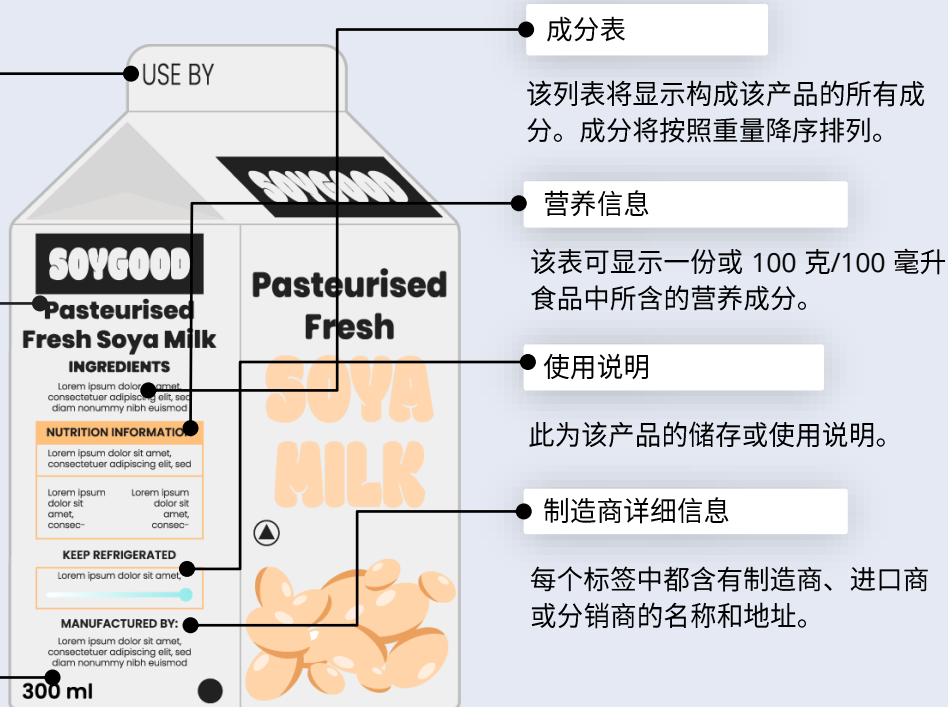 USE BY
SOYGOOD
SOYGOOD
Pasteurised
Fresh Soya Milk
INGREDIENTS
Lorem ipsum dolor sit amet,
consectetuer adipiscing elit, sed
diam nonummy nibh euismod
NUTRITION INFORMATION
Lorem ipsum dolor sit amet,
consectetuer adipiscing elit, sed
Lorem ipsum
dolor sit
amet,
consec-
Lorem ipsum
dolor sit
amet,
consec-
KEEP REFRIGERATED
Lorem ipsum dolor sit amet,
MANUFACTURED BY:
Lorem ipsum dolor sit amet,
consectetuer adipiscing elit, sed
diam nonummy nibh euismod
300 ml
Pasteurised
Fresh
SOYA
MILK
成分表
该列表将显示构成该产品的所有成
分。成分将按照重量降序排列。
营养信息
该表可显示一份或 100 克/100 毫升
食品中所含的营养成分。
使用说明
此为该产品的储存或使用说明。
制造商详细信息
每个标签中都含有制造商、进口商
或分销商的名称和地址。